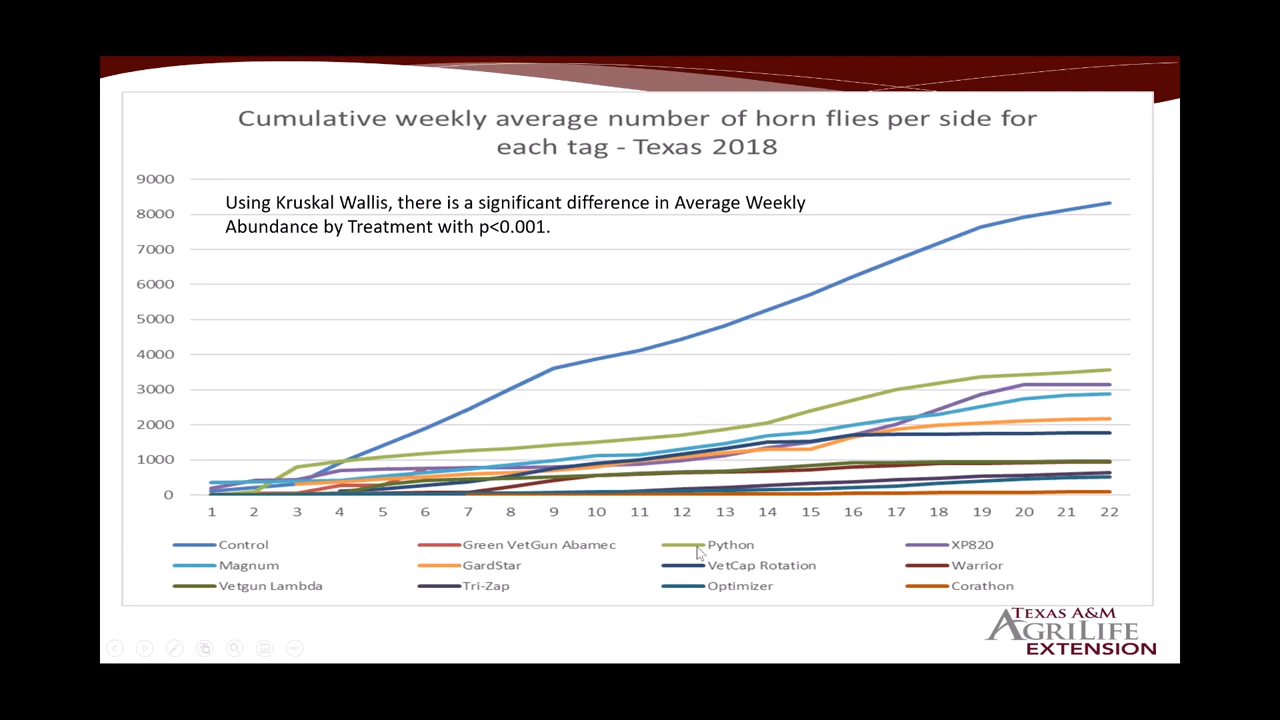 Cumulative weekly average number of horn flies per side for
each tag - Texas 2018
Using Kruskal Wallis, there is a significant difference in Average Weekly
Abundance by Treatment with p<0.001.
9000
8000
7000
6000
5000
4000
3000
2000
1000
0
1 2 3 4 5 6 7 8 9 10 11 12 13 14 15 16 17 18 19 20 21 22
Control Green VetGun Abamec Python XP820
Magnum GardStar VetCap Rotation Warrior
Vetgun Lambda Tri-Zap Optimizer Corathon
TEXAS A&M
AGRILIFE
EXTENSION